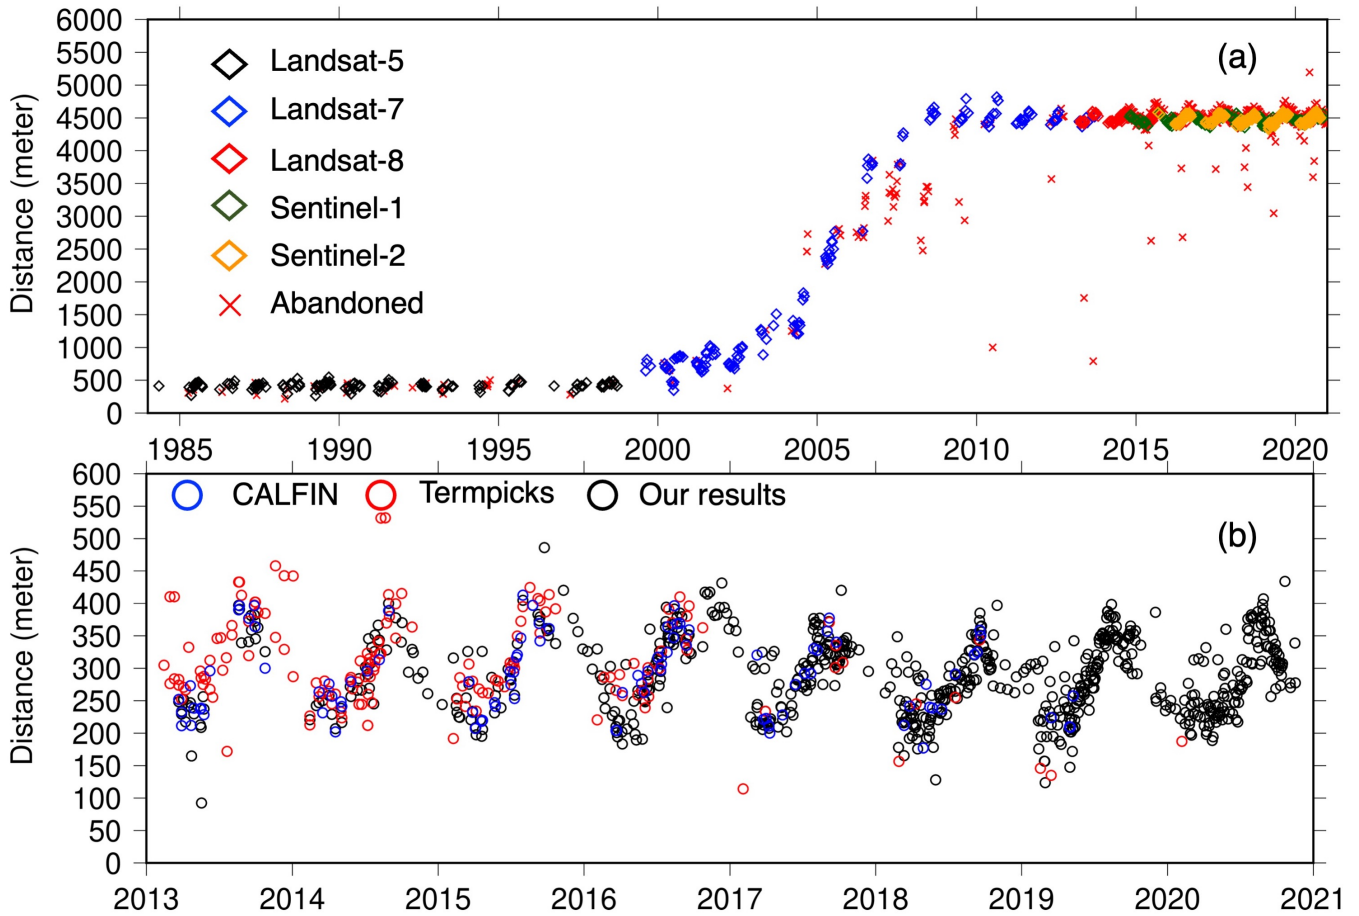 6000
5500
5000
4500
4000
3500
3000
2500
2000
1500
1000
500
0
Distance (meter)
Landsat-5
Landsat-7
Landsat-8
Sentinel-1
Sentinel-2
Abandoned
(a)
1985 1990 1995 2000 2005 2010 2015 2020
600
550
500
450
400
350
300
250
200
150
100
50
0
Distance (meter)
CALFIN Termpicks Our results
(b)
2013 2014 2015 2016 2017 2018 2019 2020 2021